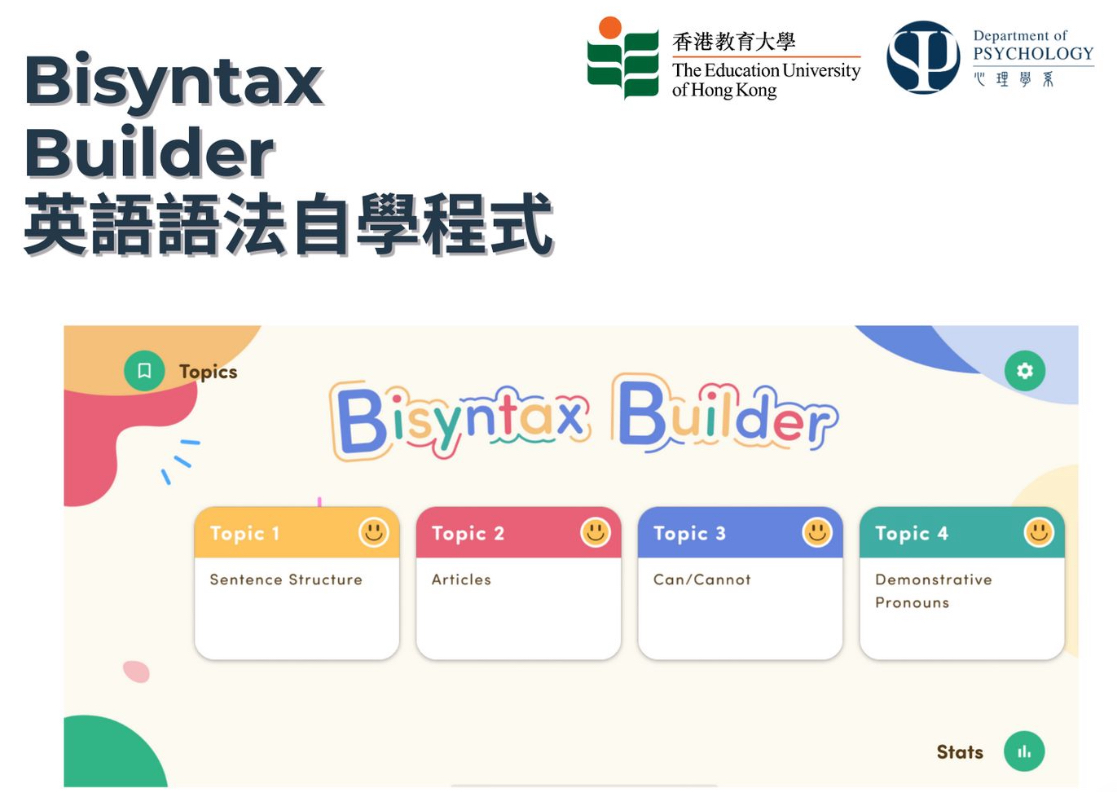 Bisyntax
Builder
英語語法自學程式
香港教育大學
The Education University
of Hong Kong
Department of
PSYCHOLOGY
心理學系
Topics
Bisyntax Builder
Topic 1
Sentence Structure
Topic 2
Articles
Topic 3
Can/Cannot
Topic 4
Demonstrative
Pronouns
Stats